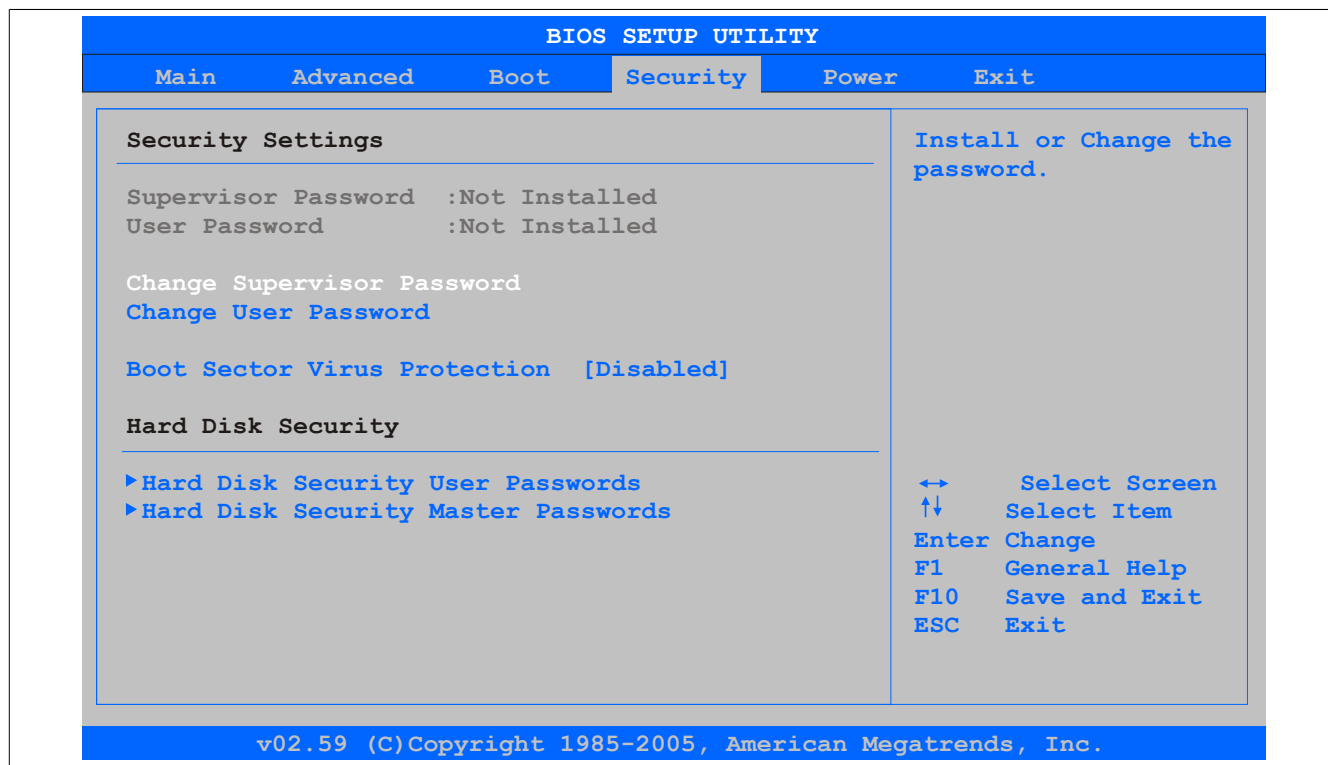 BIOS SETUP UTILITY
Main Advanced Boot Security Power Exit
Security Settings
Supervisor Password :Not Installed
User Password :Not Installed
Change Supervisor Password
Change User Password
Boot Sector Virus Protection [Disabled]
Hard Disk Security
Hard Disk Security User Passwords
Hard Disk Security Master Passwords
Install or Change the
password.
Select Screen
Select Item
Enter Change
F1 General Help
F10 Save and Exit
ESC Exit
v02.59 (C)Copyright 1985-2005, American Megatrends, Inc.